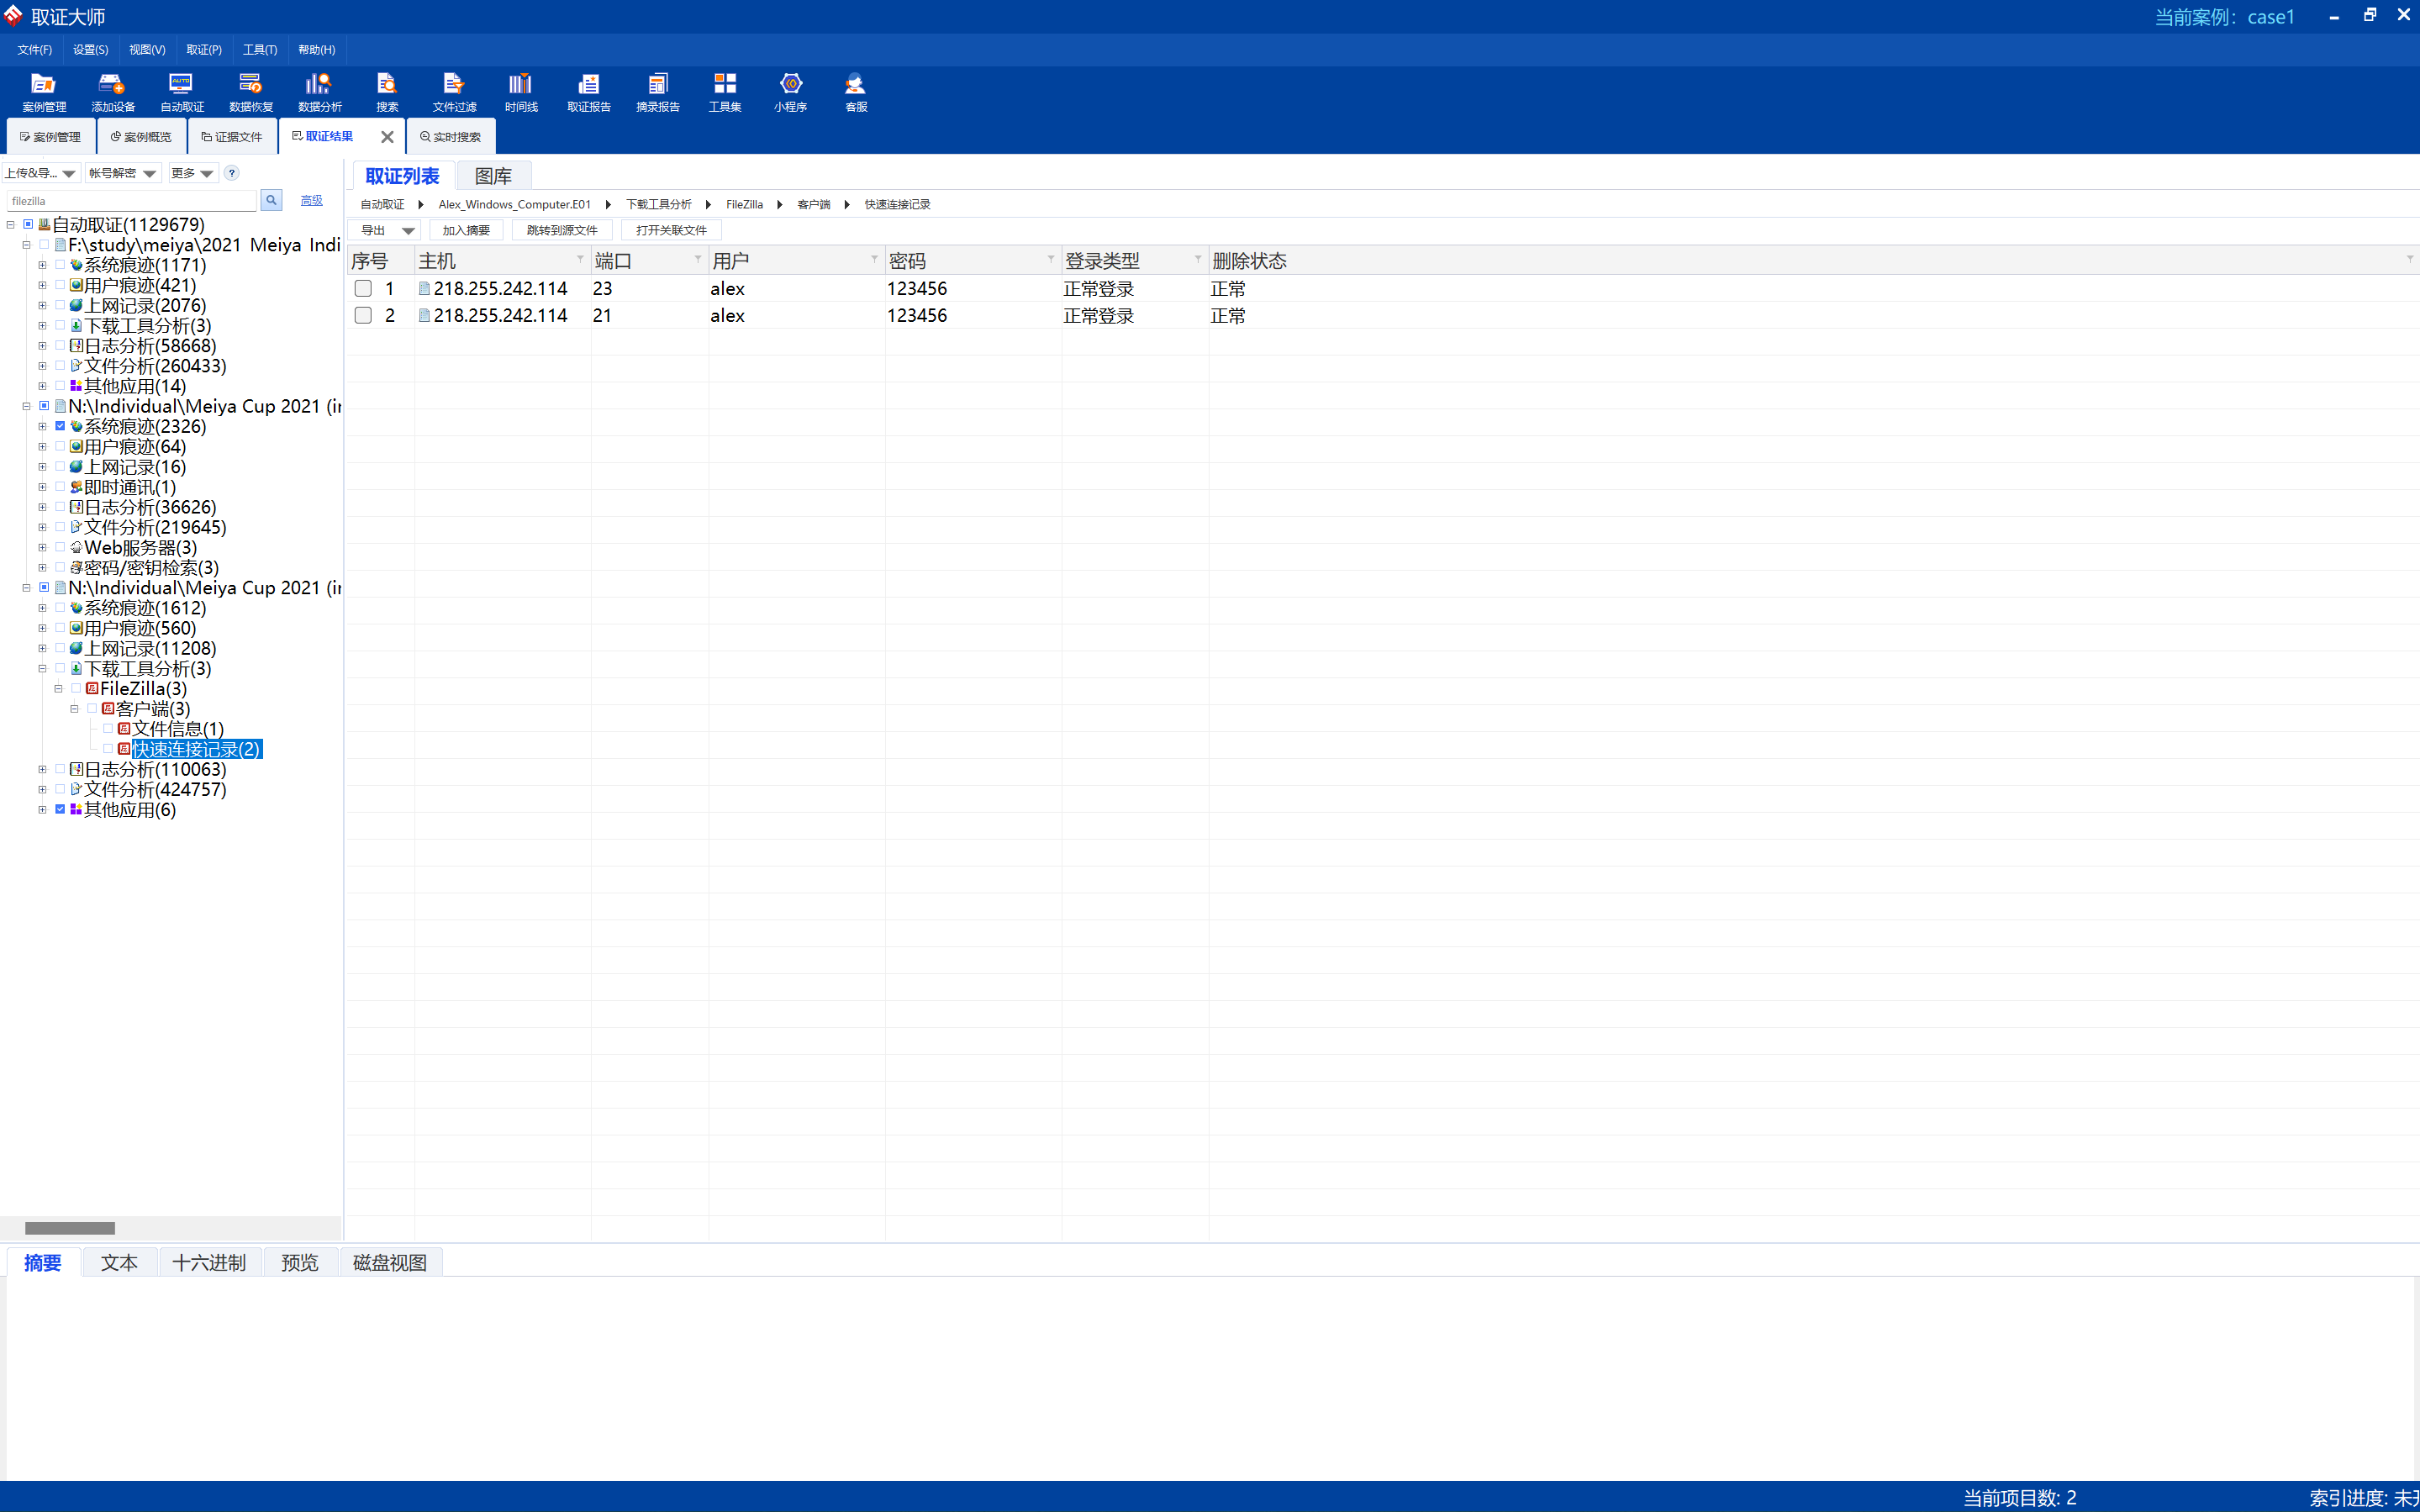 取证大师
当前案例：case1
文件(F) 设置(S) 视图(V) 取证(P) 工具(T) 帮助(H)
案例管理 添加设备 自动取证 数据恢复 数据分析 搜索 文件过滤 时间线 取证报告 摘录报告 工具集 小程序 客服
案例管理 案例概览 证据文件 取证结果 实时搜索
上传&导... 帐号解密 更多 ?
filezilla 高级
自动取证(1129679)
F:\study\meiya\2021 Meiya Indi
系统痕迹(1171)
用户痕迹(421)
上网记录(2076)
下载工具分析(3)
日志分析(58668)
文件分析(260433)
其他应用(14)
N:\Individual\Meiya Cup 2021 (ir
系统痕迹(2326)
用户痕迹(64)
上网记录(16)
即时通讯(1)
日志分析(36626)
文件分析(219645)
Web服务器(3)
密码/密钥检索(3)
N:\Individual\Meiya Cup 2021 (ir
系统痕迹(1612)
用户痕迹(560)
上网记录(11208)
下载工具分析(3)
FileZilla(3)
客户端(3)
文件信息(1)
快速连接记录(2)
日志分析(110063)
文件分析(424757)
其他应用(6)
取证列表 图库
自动取证 Alex_Windows_Computer.E01 下载工具分析 FileZilla 客户端 快速连接记录
导出 加入摘要 跳转到源文件 打开关联文件
序号 主机 端口 用户 密码 登录类型 删除状态
1 218.255.242.114 23 alex 123456 正常登录 正常
2 218.255.242.114 21 alex 123456 正常登录 正常
摘要 文本 十六进制 预览 磁盘视图
当前项目数: 2 索引进度: 未